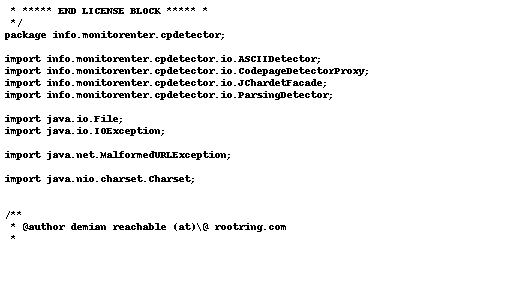 * ***** END LICENSE BLOCK ***** *
*/
package info.monitorenter.cpdetector;
import info.monitorenter.cpdetector.io.ASCIIDetector;
import info.monitorenter.cpdetector.io.CodepageDetectorProxy;
import info.monitorenter.cpdetector.io.JChardetFacade;
import info.monitorenter.cpdetector.io.ParsingDetector;
import java.io.File;
import java.io.IOException;
import java.net.MalformedURLException;
import java.nio.charset.Charset;
/**
* @author demian reachable (at)\@ rootring.com
*